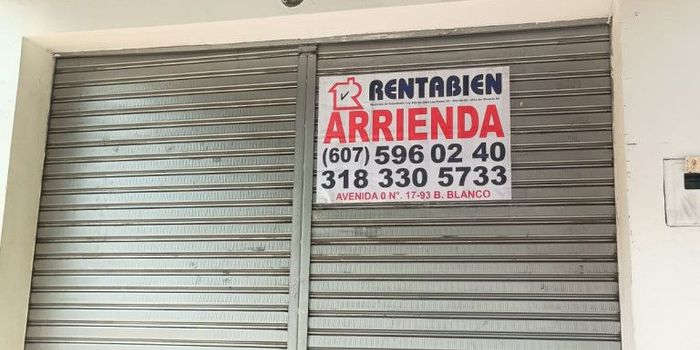 RENTABIEN
ARRIENDA
(607) 596 02 40
318 330 5733
AVENIDA 0 N°. 17-93 B. BLANCO